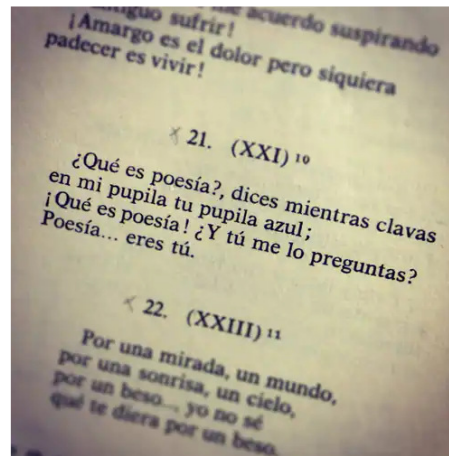 guo sufrir!
me acuerdo suspirando
¡Amargo es el dolor pero siquiera
padecer es vivir!
21. (XXI) 10
¿Qué es poesía?, dices mientras clavas
en mi pupila tu pupila azul;
¡Qué es poesía! ¿Y tú me lo preguntas?
Poesía... eres tú.
22. (XXIII) 11
Por una mirada, un mundo,
por una sonrisa, un cielo,
por un beso... yo no sé
qué te diera por un beso.